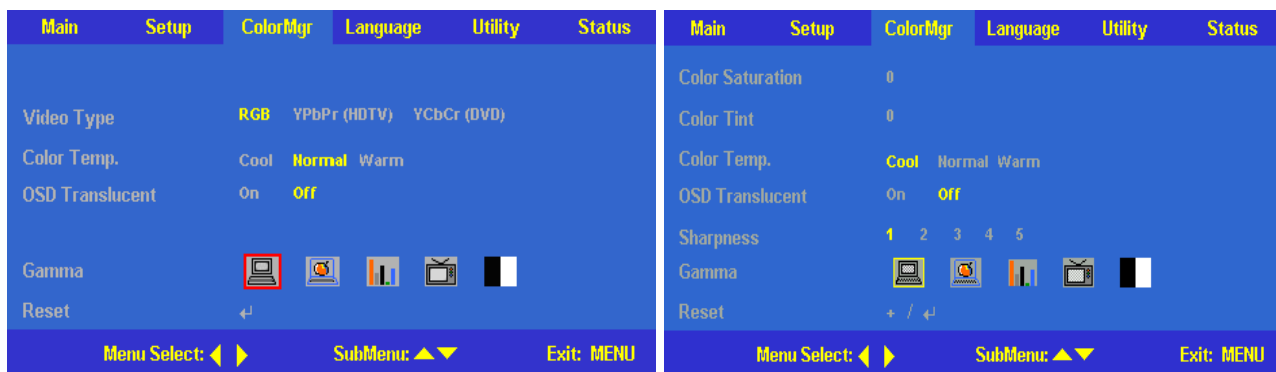 Main Setup ColorMgr Language Utility Status
Video Type RGB YPbPr (HDTV) YCbCr (DVD)
Color Temp. Cool Normal Warm
OSD Translucent On Off
Gamma
Reset ↵
Menu Select: SubMenu: Exit: MENU
Main Setup ColorMgr Language Utility Status
Color Saturation 0
Color Tint 0
Color Temp. Cool Normal Warm
OSD Translucent On Off
Sharpness 1 2 3 4 5
Gamma
Reset + / ↵
Menu Select: SubMenu: Exit: MENU